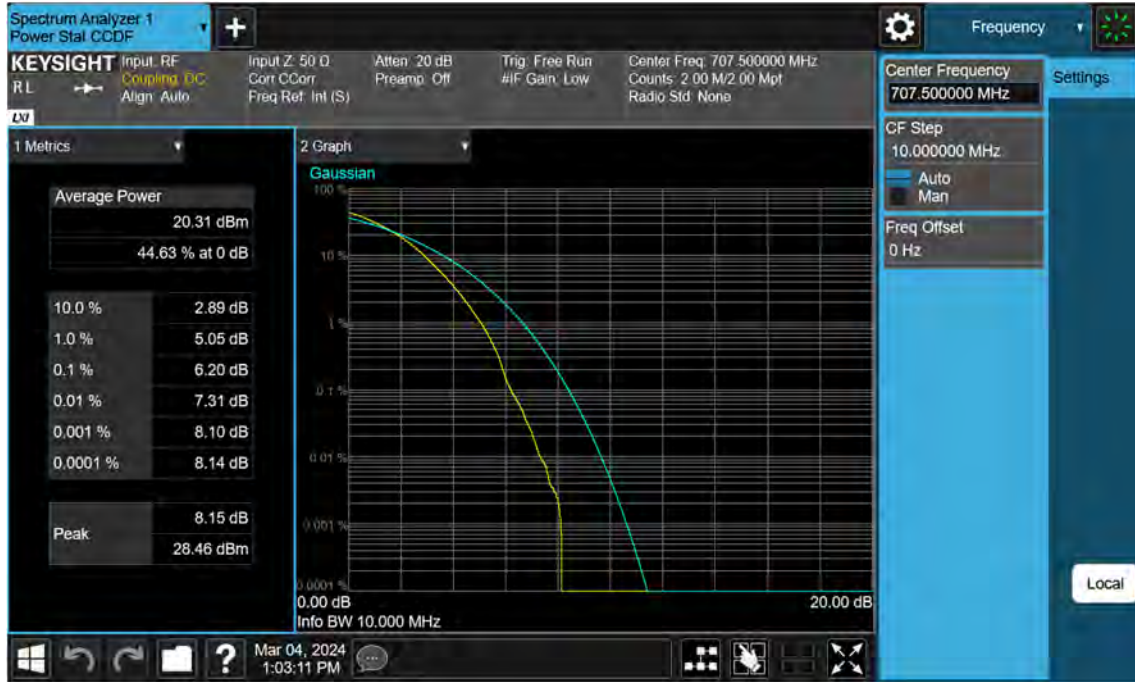 Spectrum Analyzer 1
Power Stat CCDF
Frequency
KEYSIGHT
RL
LXI
Input: RF
Coupling: DC
Align: Auto
Input Z: 50 Ω
Corr CCorr
Freq Ref: Int (S)
Atten: 20 dB
Preamp: Off
Trig: Free Run
#IF Gain: Low
Center Freq: 707.500000 MHz
Counts: 2.00 M/2.00 Mpt
Radio Std: None
Center Frequency
707.500000 MHz
Settings
CF Step
10.000000 MHz
Auto
Man
Freq Offset
0 Hz
1 Metrics
Average Power
20.31 dBm
44.63 % at 0 dB
10.0 % 2.89 dB
1.0 % 5.05 dB
0.1 % 6.20 dB
0.01 % 7.31 dB
0.001 % 8.10 dB
0.0001 % 8.14 dB
Peak
8.15 dB
28.46 dBm
2 Graph
Gaussian
100 %
10 %
1 %
0.1 %
0.01 %
0.001 %
0.0001 %
0.00 dB 20.00 dB
Info BW 10.000 MHz
Local
?
Mar 04, 2024
1:03:11 PM